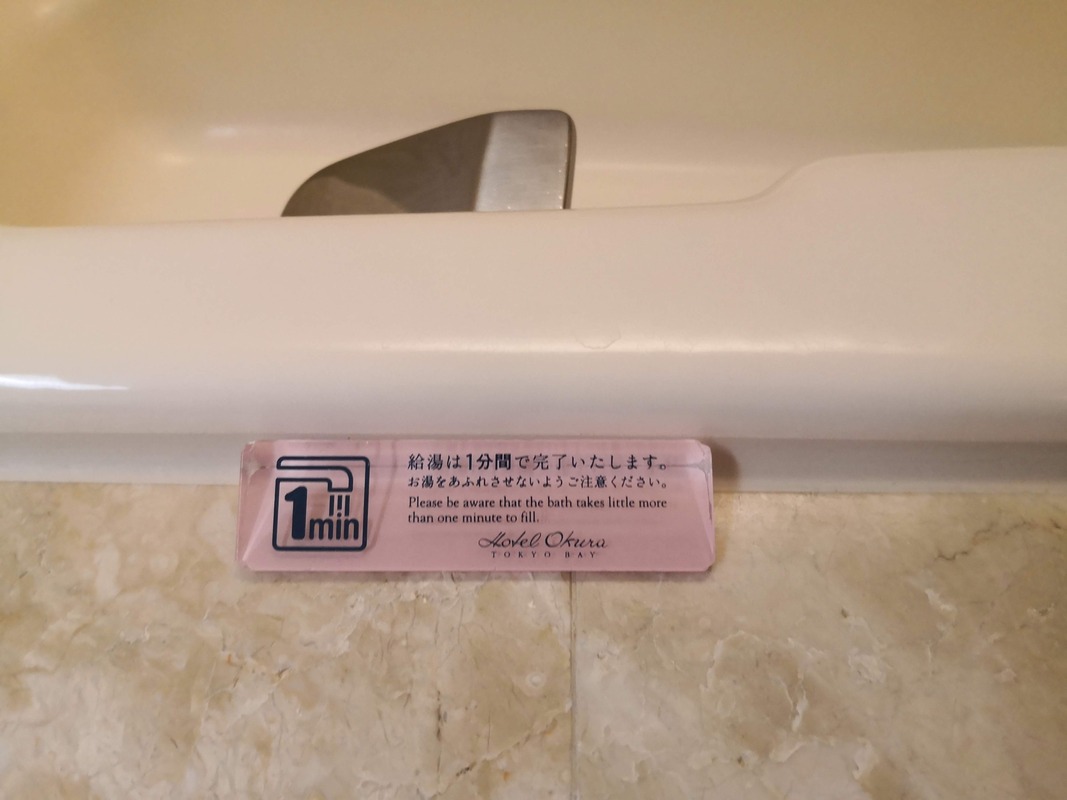 1min
給湯は1分間で完了いたします。
お湯をあふれさせないようご注意ください。
Please be aware that the bath takes little more
than one minute to fill.
Hotel Okura
TOKYO BAY